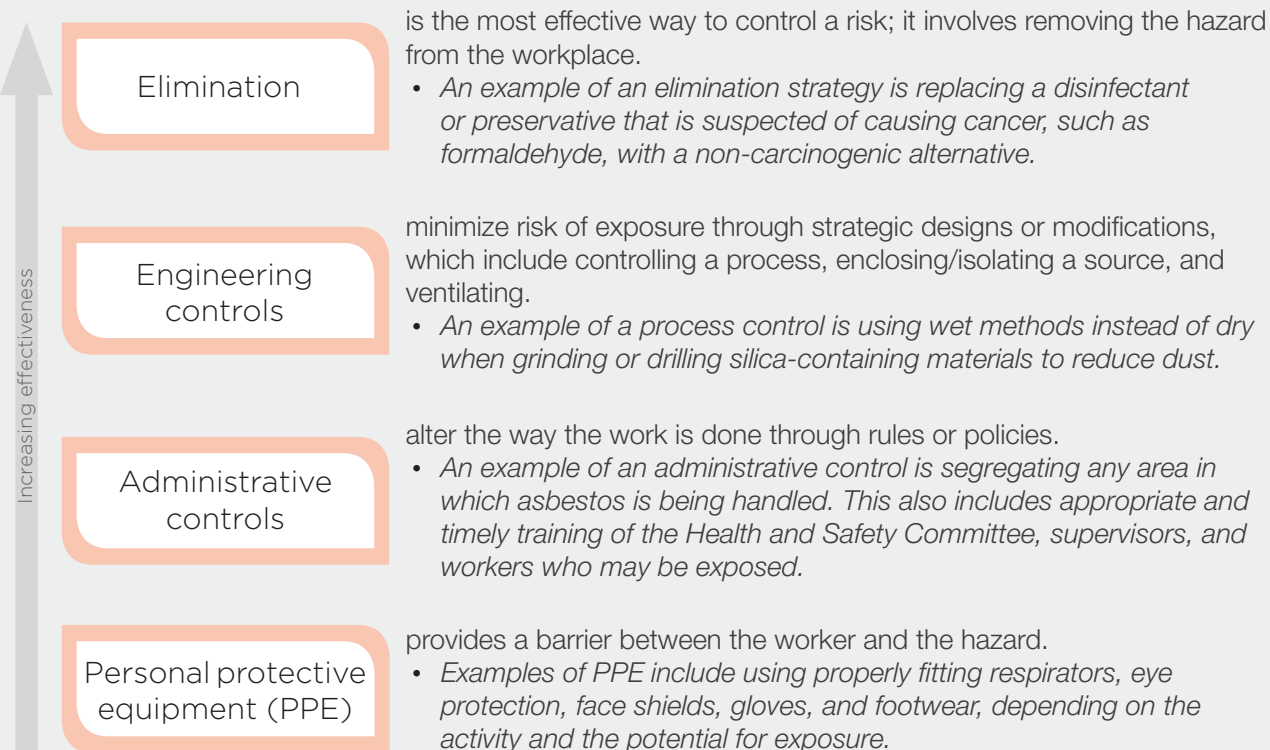 is the most effective way to control a risk; it involves removing the hazard
from the workplace.
Elimination
• An example of an elimination strategy is replacing a disinfectant
or preservative that is suspected of causing cancer, such as
formaldehyde, with a non-carcinogenic alternative.
minimize risk of exposure through strategic designs or modifications,
which include controlling a process, enclosing/isolating a source, and
ventilating.
Engineering
controls
• An example of a process control is using wet methods instead of dry
when grinding or drilling silica-containing materials to reduce dust.
Increasing effectiveness
alter the way the work is done through rules or policies.
Administrative
controls
• An example of an administrative control is segregating any area in
which asbestos is being handled. This also includes appropriate and
timely training of the Health and Safety Committee, supervisors, and
workers who may be exposed.
provides a barrier between the worker and the hazard.
Personal protective
equipment (PPE)
• Examples of PPE include using properly fitting respirators, eye
protection, face shields, gloves, and footwear, depending on the
activity and the potential for exposure.